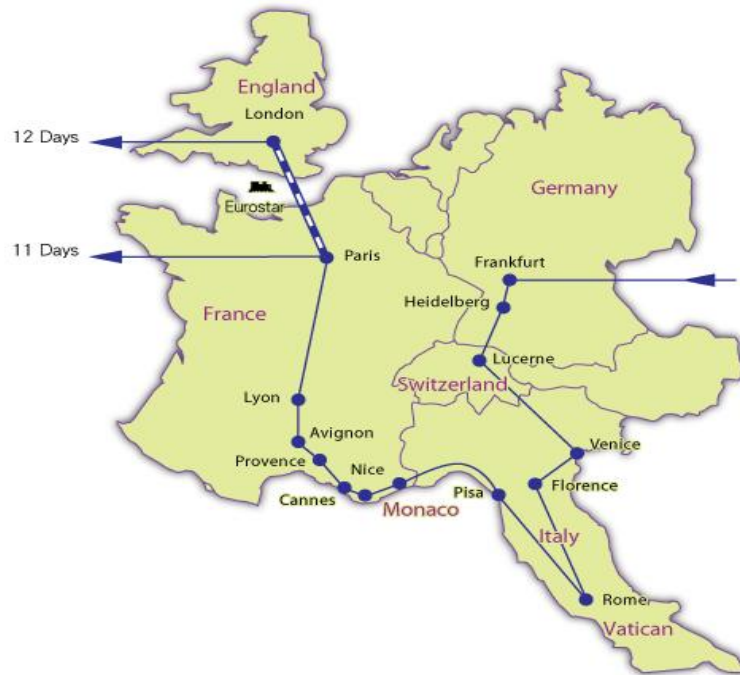 England
London
12 Days
Germany
Eurostar
11 Days
Paris
Frankfurt
Heidelberg
France
Lucerne
Switzerland
Lyon
Avignon
Venice
Provence
Nice
Florence
Cannes
Pisa
Monaco
Italy
Rome
Vatican